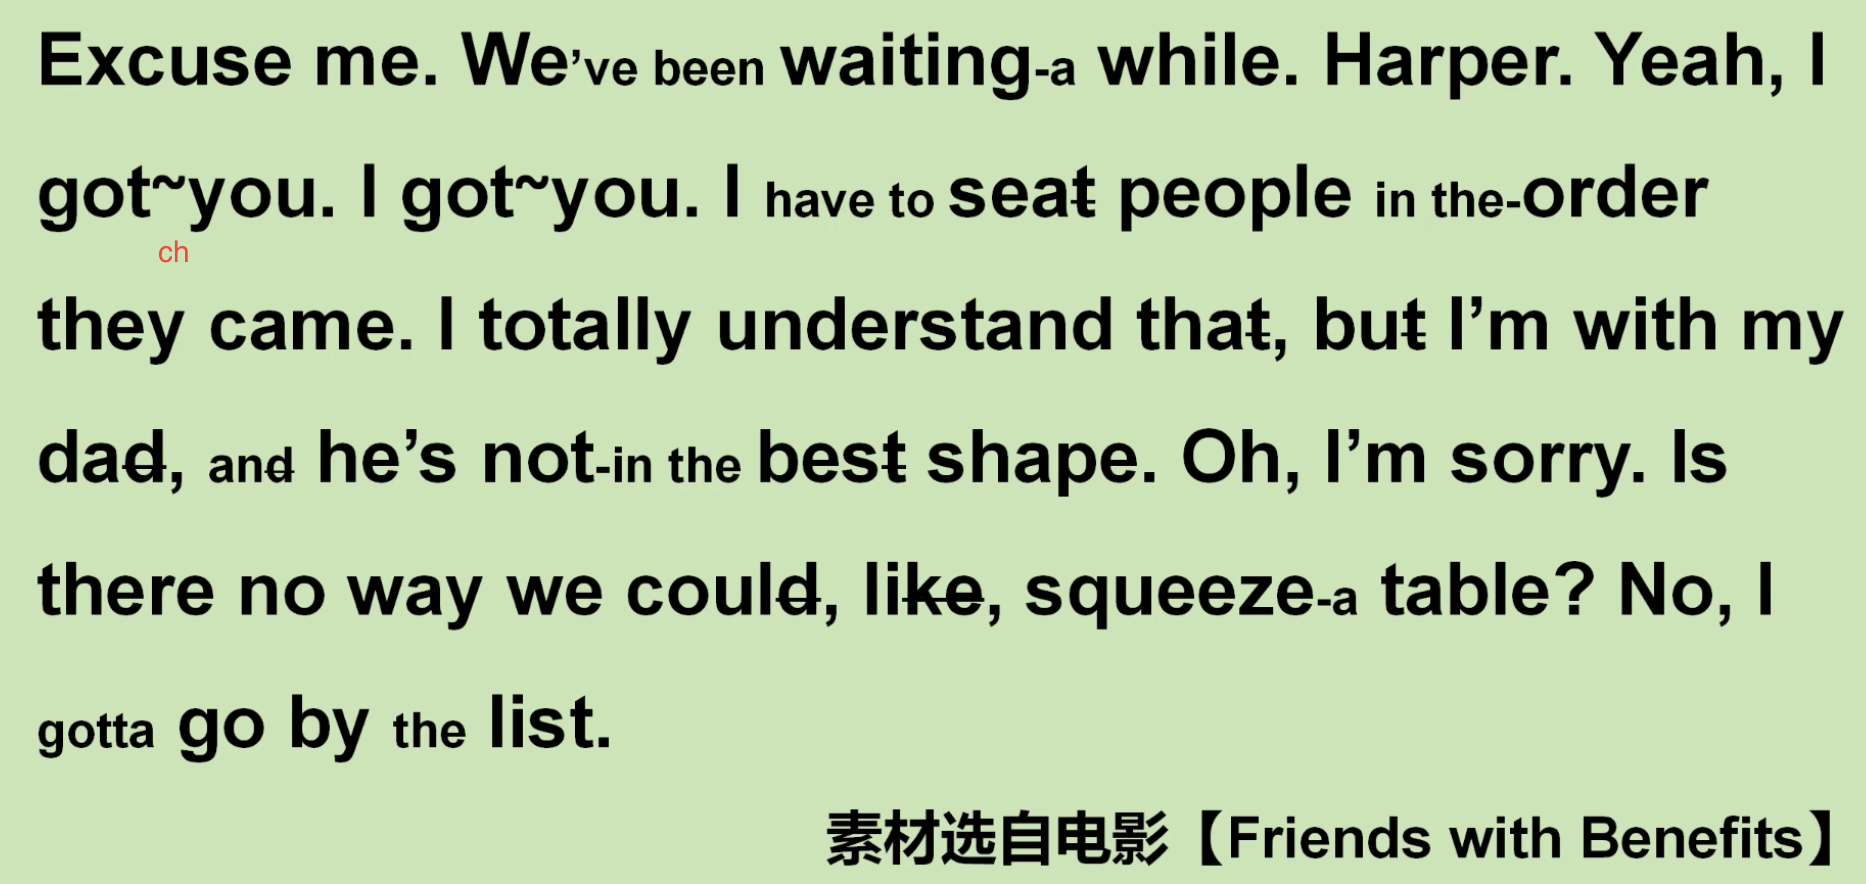 Excuse me. We’ve been waiting-a while. Harper. Yeah, I
got~you. I got~you. I have to seat people in the-order
ch
they came. I totally understand that, but I’m with my
dad, and he’s not-in the best shape. Oh, I’m sorry. Is
there no way we could, like, squeeze-a table? No, I
gotta go by the list.
素材选自电影【Friends with Benefits】